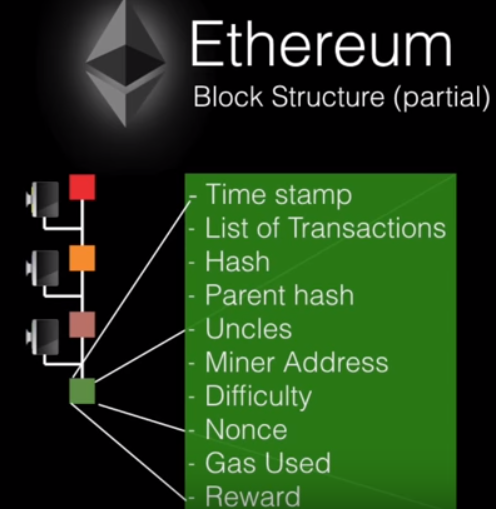 Ethereum
Block Structure (partial)
- Time stamp
- List of Transactions
- Hash
- Parent hash
- Uncles
- Miner Address
- Difficulty
- Nonce
- Gas Used
- Reward